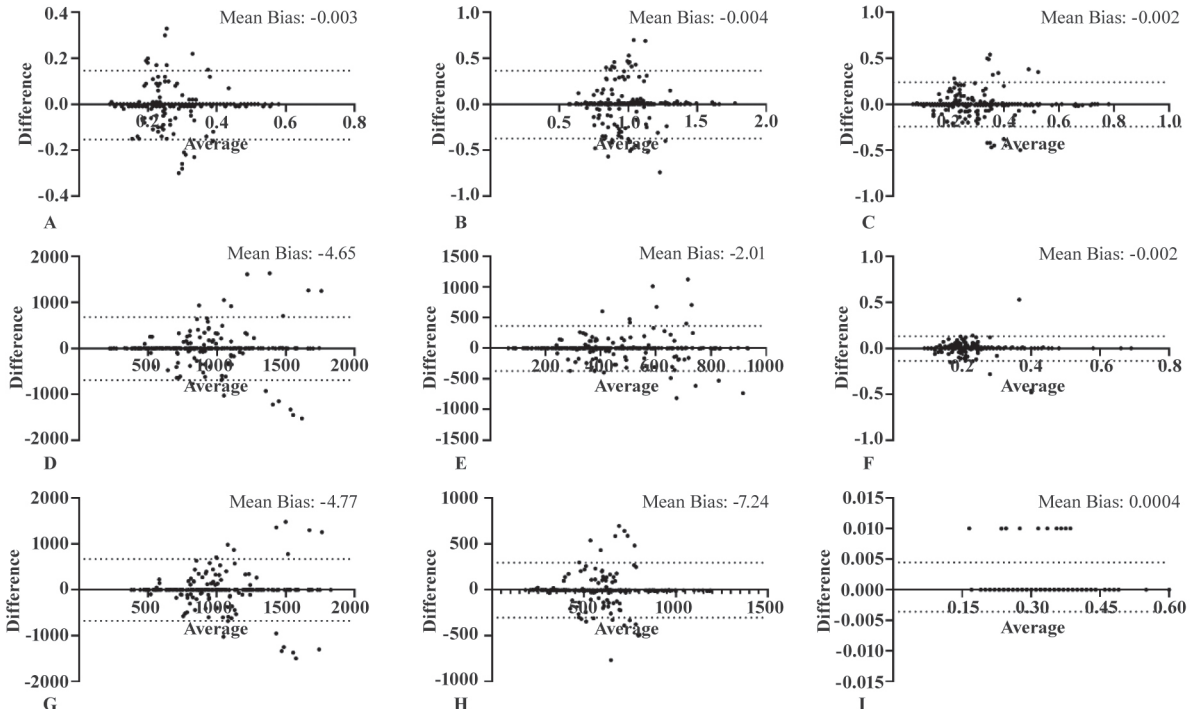 Mean Bias: -0.003
0.4
0.2
0.0
-0.2
-0.4
0.2
0.4
0.6
0.8
Difference
Average
A
Mean Bias: -0.004
1.0
0.5
0.0
-0.5
-1.0
0.5
1.0
1.5
2.0
Difference
Average
B
Mean Bias: -0.002
1.0
0.5
0.0
-0.5
-1.0
0.2
0.4
0.6
0.8
1.0
Difference
Average
C
Mean Bias: -4.65
2000
1000
0
-1000
-2000
500
1000
1500
2000
Difference
Average
D
Mean Bias: -2.01
1500
1000
500
0
-500
-1000
-1500
200
400
600
800
1000
Difference
Average
E
Mean Bias: -0.002
1.0
0.5
0.0
-0.5
-1.0
0.2
0.4
0.6
0.8
Difference
Average
F
Mean Bias: -4.77
2000
1000
0
-1000
-2000
500
1000
1500
2000
Difference
Average
G
Mean Bias: -7.24
1000
500
0
-500
-1000
500
1000
1500
Difference
Average
H
Mean Bias: 0.0004
0.015
0.010
0.005
0.000
-0.005
-0.010
-0.015
0.15
0.30
0.45
0.60
Difference
Average
I